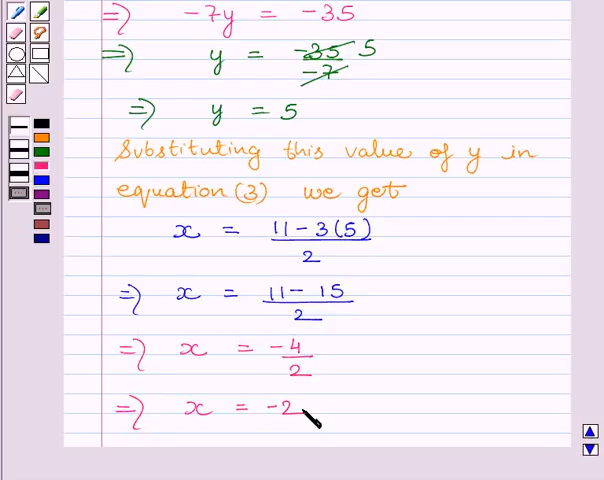 ⇒ -7y = -35
⇒ y = -35/-7 5
⇒ y = 5
Substituting this value of y in
equation (3) we get
x = 11-3(5)/2
⇒ x = 11-15/2
⇒ x = -4/2
⇒ x = -2